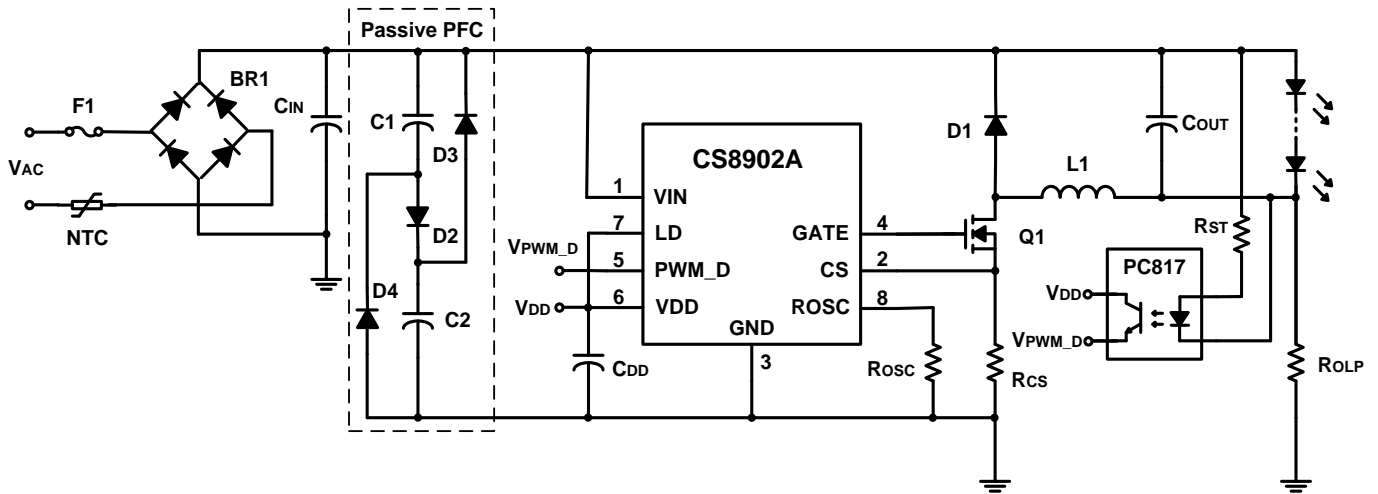 Passive PFC
BR1
F1
CIN
C1
D3
D1
COUT
VAC
CS8902A
L1
NTC
1 VIN
7 LD
VPWM_D
5 PWM_D
VDD
6 VDD
GATE 4
CS 2
ROSC 8
GND
3
Q1
D2
D4
C2
CDD
ROSC
RCS
RST
PC817
VDD
VPWM_D
ROLP